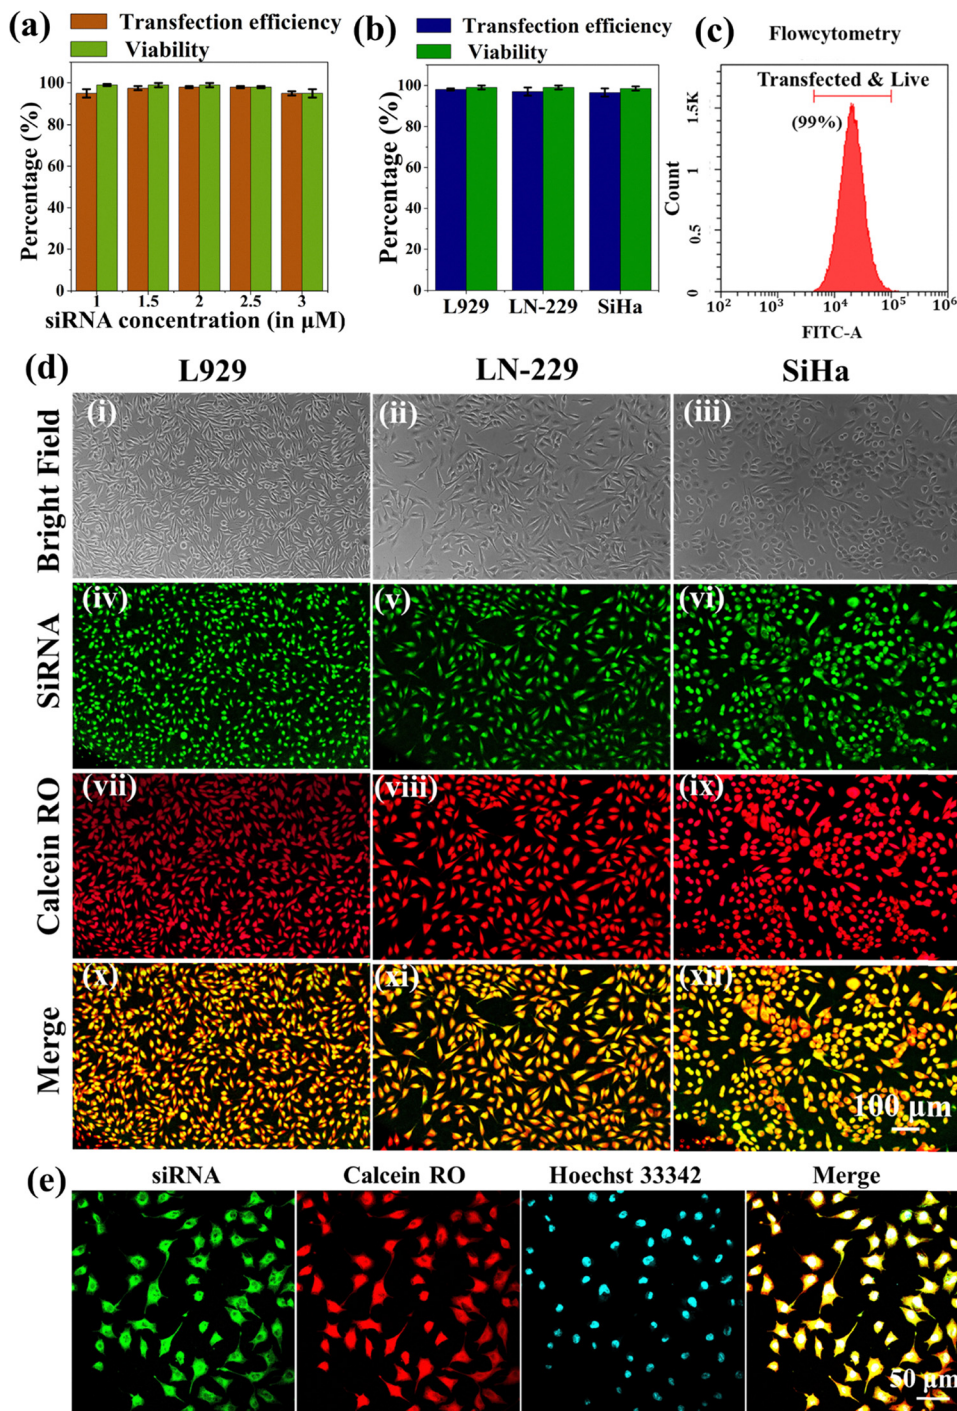 (a)
Transfection efficiency
Viability
Percentage (%)
100
80
60
40
20
0
1 1.5 2 2.5 3
siRNA concentration (in μM)
(b)
Transfection efficiency
Viability
Percentage (%)
100
80
60
40
20
0
L929 LN-229 SiHa
(c)
Flowcytometry
Transfected & Live
(99%)
Count
1.5K
1
0.5
0
10² 10³ 10⁴ 10⁵ 10⁶
FITC-A
(d)
L929 LN-229 SiHa
Bright Field
(i) (ii) (iii)
SiRNA
(iv) (v) (vi)
Calcein RO
(vii) (viii) (ix)
Merge
(x) (xi) (xii)
100 μm
(e)
siRNA Calcein RO Hoechst 33342 Merge
50 μm